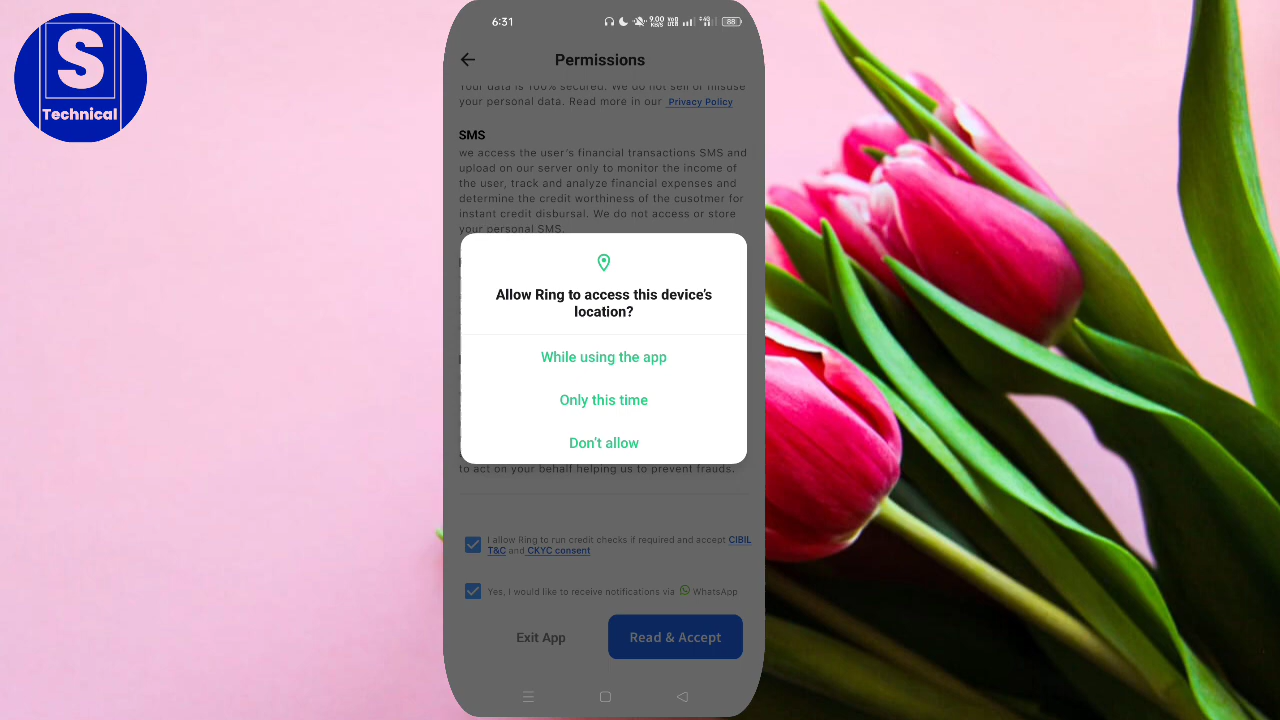 S
Technical
6:31
9.00
KB/S
88
Permissions
Your data is 100% secured. We do not sell or misuse
your personal data. Read more in our Privacy Policy
SMS
we access the user's financial transactions SMS and
upload on our server only to monitor the income of
the user, track and analyze financial expenses and
determine the credit worthiness of the cusotmer for
instant credit disbursal. We do not access or store
your personal SMS.
Allow Ring to access this device's
location?
While using the app
Only this time
Don't allow
to act on your behalf helping us to prevent frauds.
I allow Ring to run credit checks if required and accept CIBIL
T&C and CKYC consent
Yes, I would like to receive notifications via WhatsApp
Exit App
Read & Accept